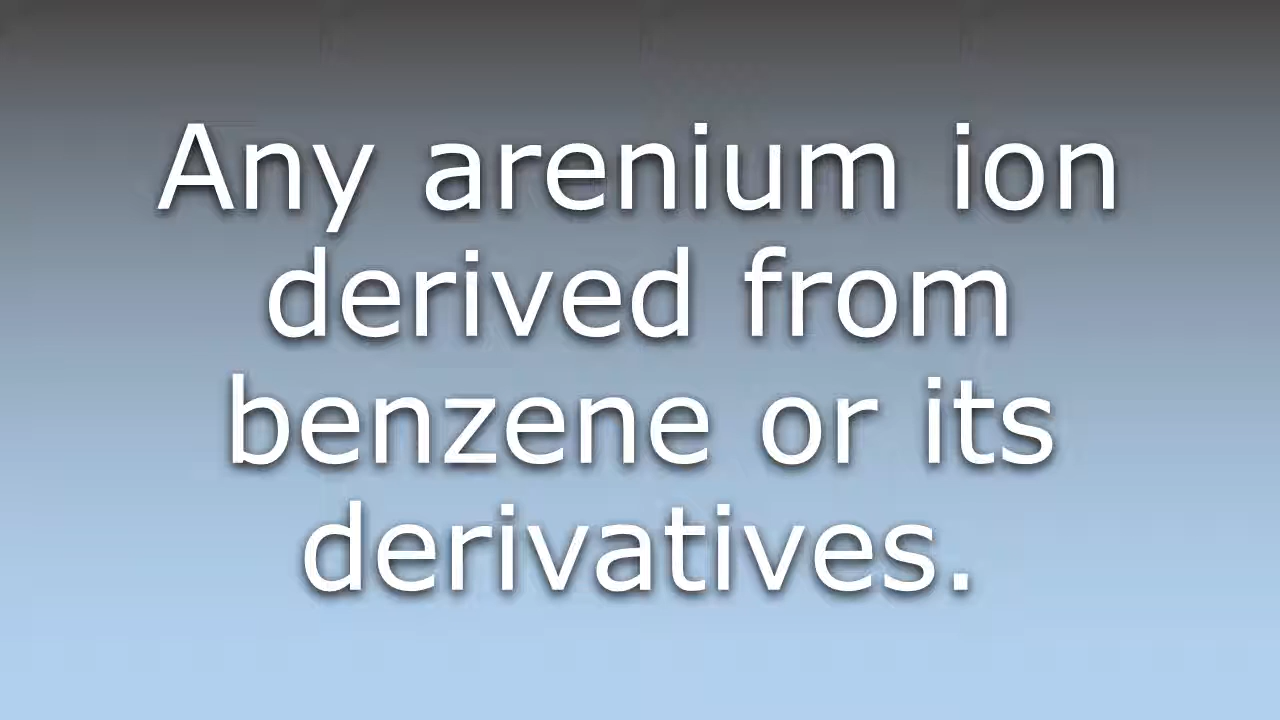 Any arenium ion
derived from
benzene or its
derivatives.